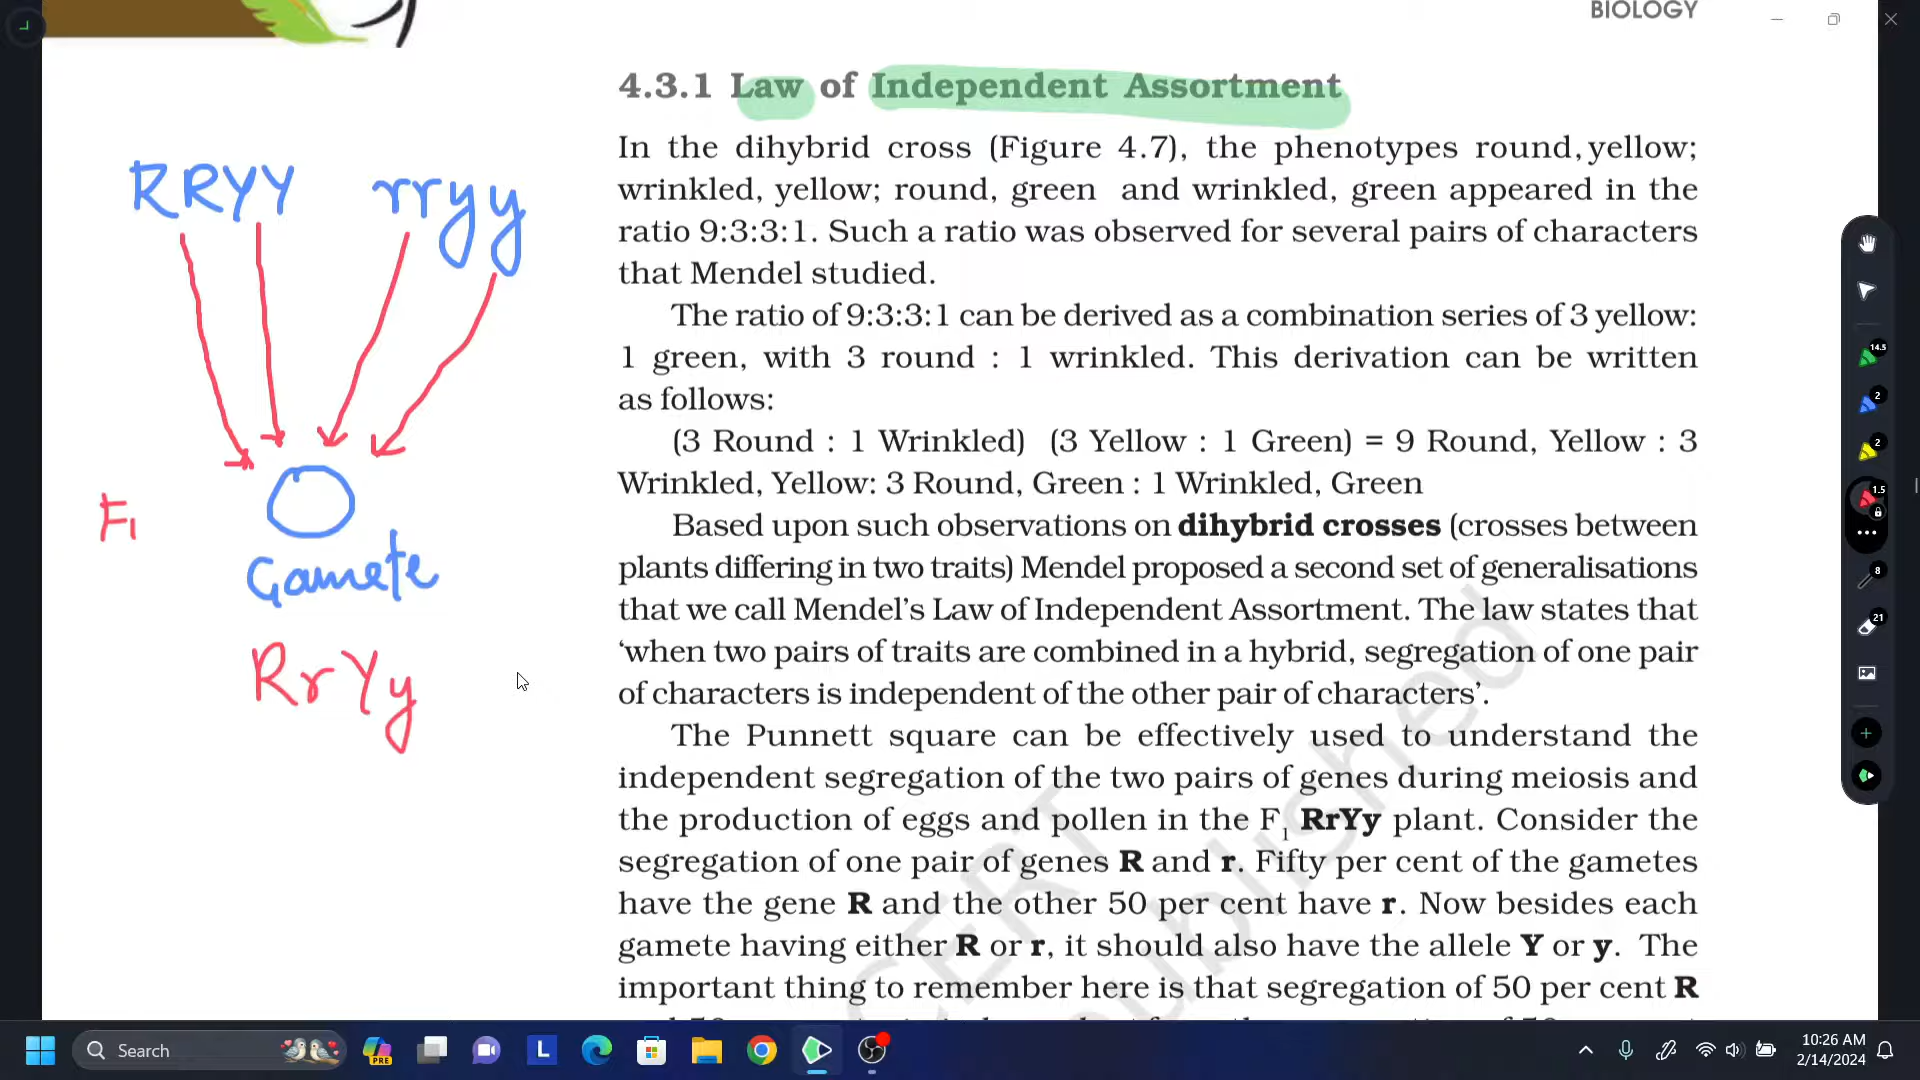 BIOLOGY
4.3.1 Law of Independent Assortment
In the dihybrid cross (Figure 4.7), the phenotypes round, yellow;
wrinkled, yellow; round, green and wrinkled, green appeared in the
ratio 9:3:3:1. Such a ratio was observed for several pairs of characters
that Mendel studied.
The ratio of 9:3:3:1 can be derived as a combination series of 3 yellow:
1 green, with 3 round : 1 wrinkled. This derivation can be written
as follows:
(3 Round : 1 Wrinkled) (3 Yellow : 1 Green) = 9 Round, Yellow : 3
Wrinkled, Yellow: 3 Round, Green : 1 Wrinkled, Green
Based upon such observations on dihybrid crosses (crosses between
plants differing in two traits) Mendel proposed a second set of generalisations
that we call Mendel's Law of Independent Assortment. The law states that
‘when two pairs of traits are combined in a hybrid, segregation of one pair
of characters is independent of the other pair of characters’.
The Punnett square can be effectively used to understand the
independent segregation of the two pairs of genes during meiosis and
the production of eggs and pollen in the F₁ RrYy plant. Consider the
segregation of one pair of genes R and r. Fifty per cent of the gametes
have the gene R and the other 50 per cent have r. Now besides each
gamete having either R or r, it should also have the allele Y or y. The
important thing to remember here is that segregation of 50 per cent R
RRYY rryy
F1
Gamete
RrYy
14.5
2
2
1.5
8
21
Search
PRE
L
10:26 AM
2/14/2024